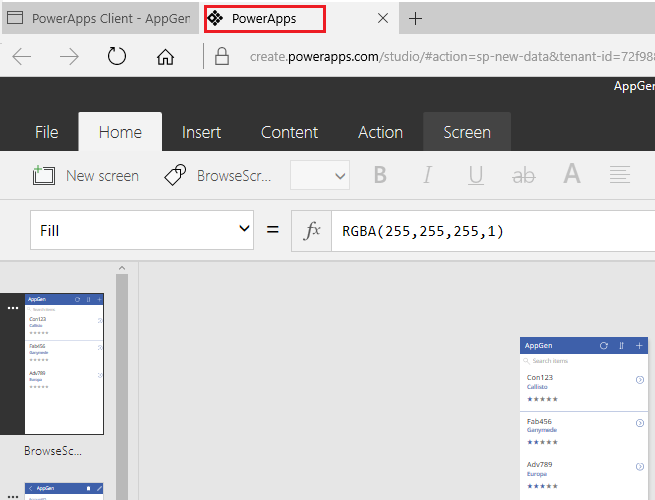 PowerApps Client - AppGen
PowerApps
create.powerapps.com/studio/#action=sp-new-data&tenant-id=72f988
AppGen
File Home Insert Content Action Screen
New screen BrowseScr... B I U ab A
Fill = fx RGBA(255,255,255,1)
AppGen
Search items
Con123
Callisto
Fab456
Ganymede
Adv789
Europa
BrowseSc...
AppGen
AppGen
Search items
Con123
Callisto
Fab456
Ganymede
Adv789
Europa